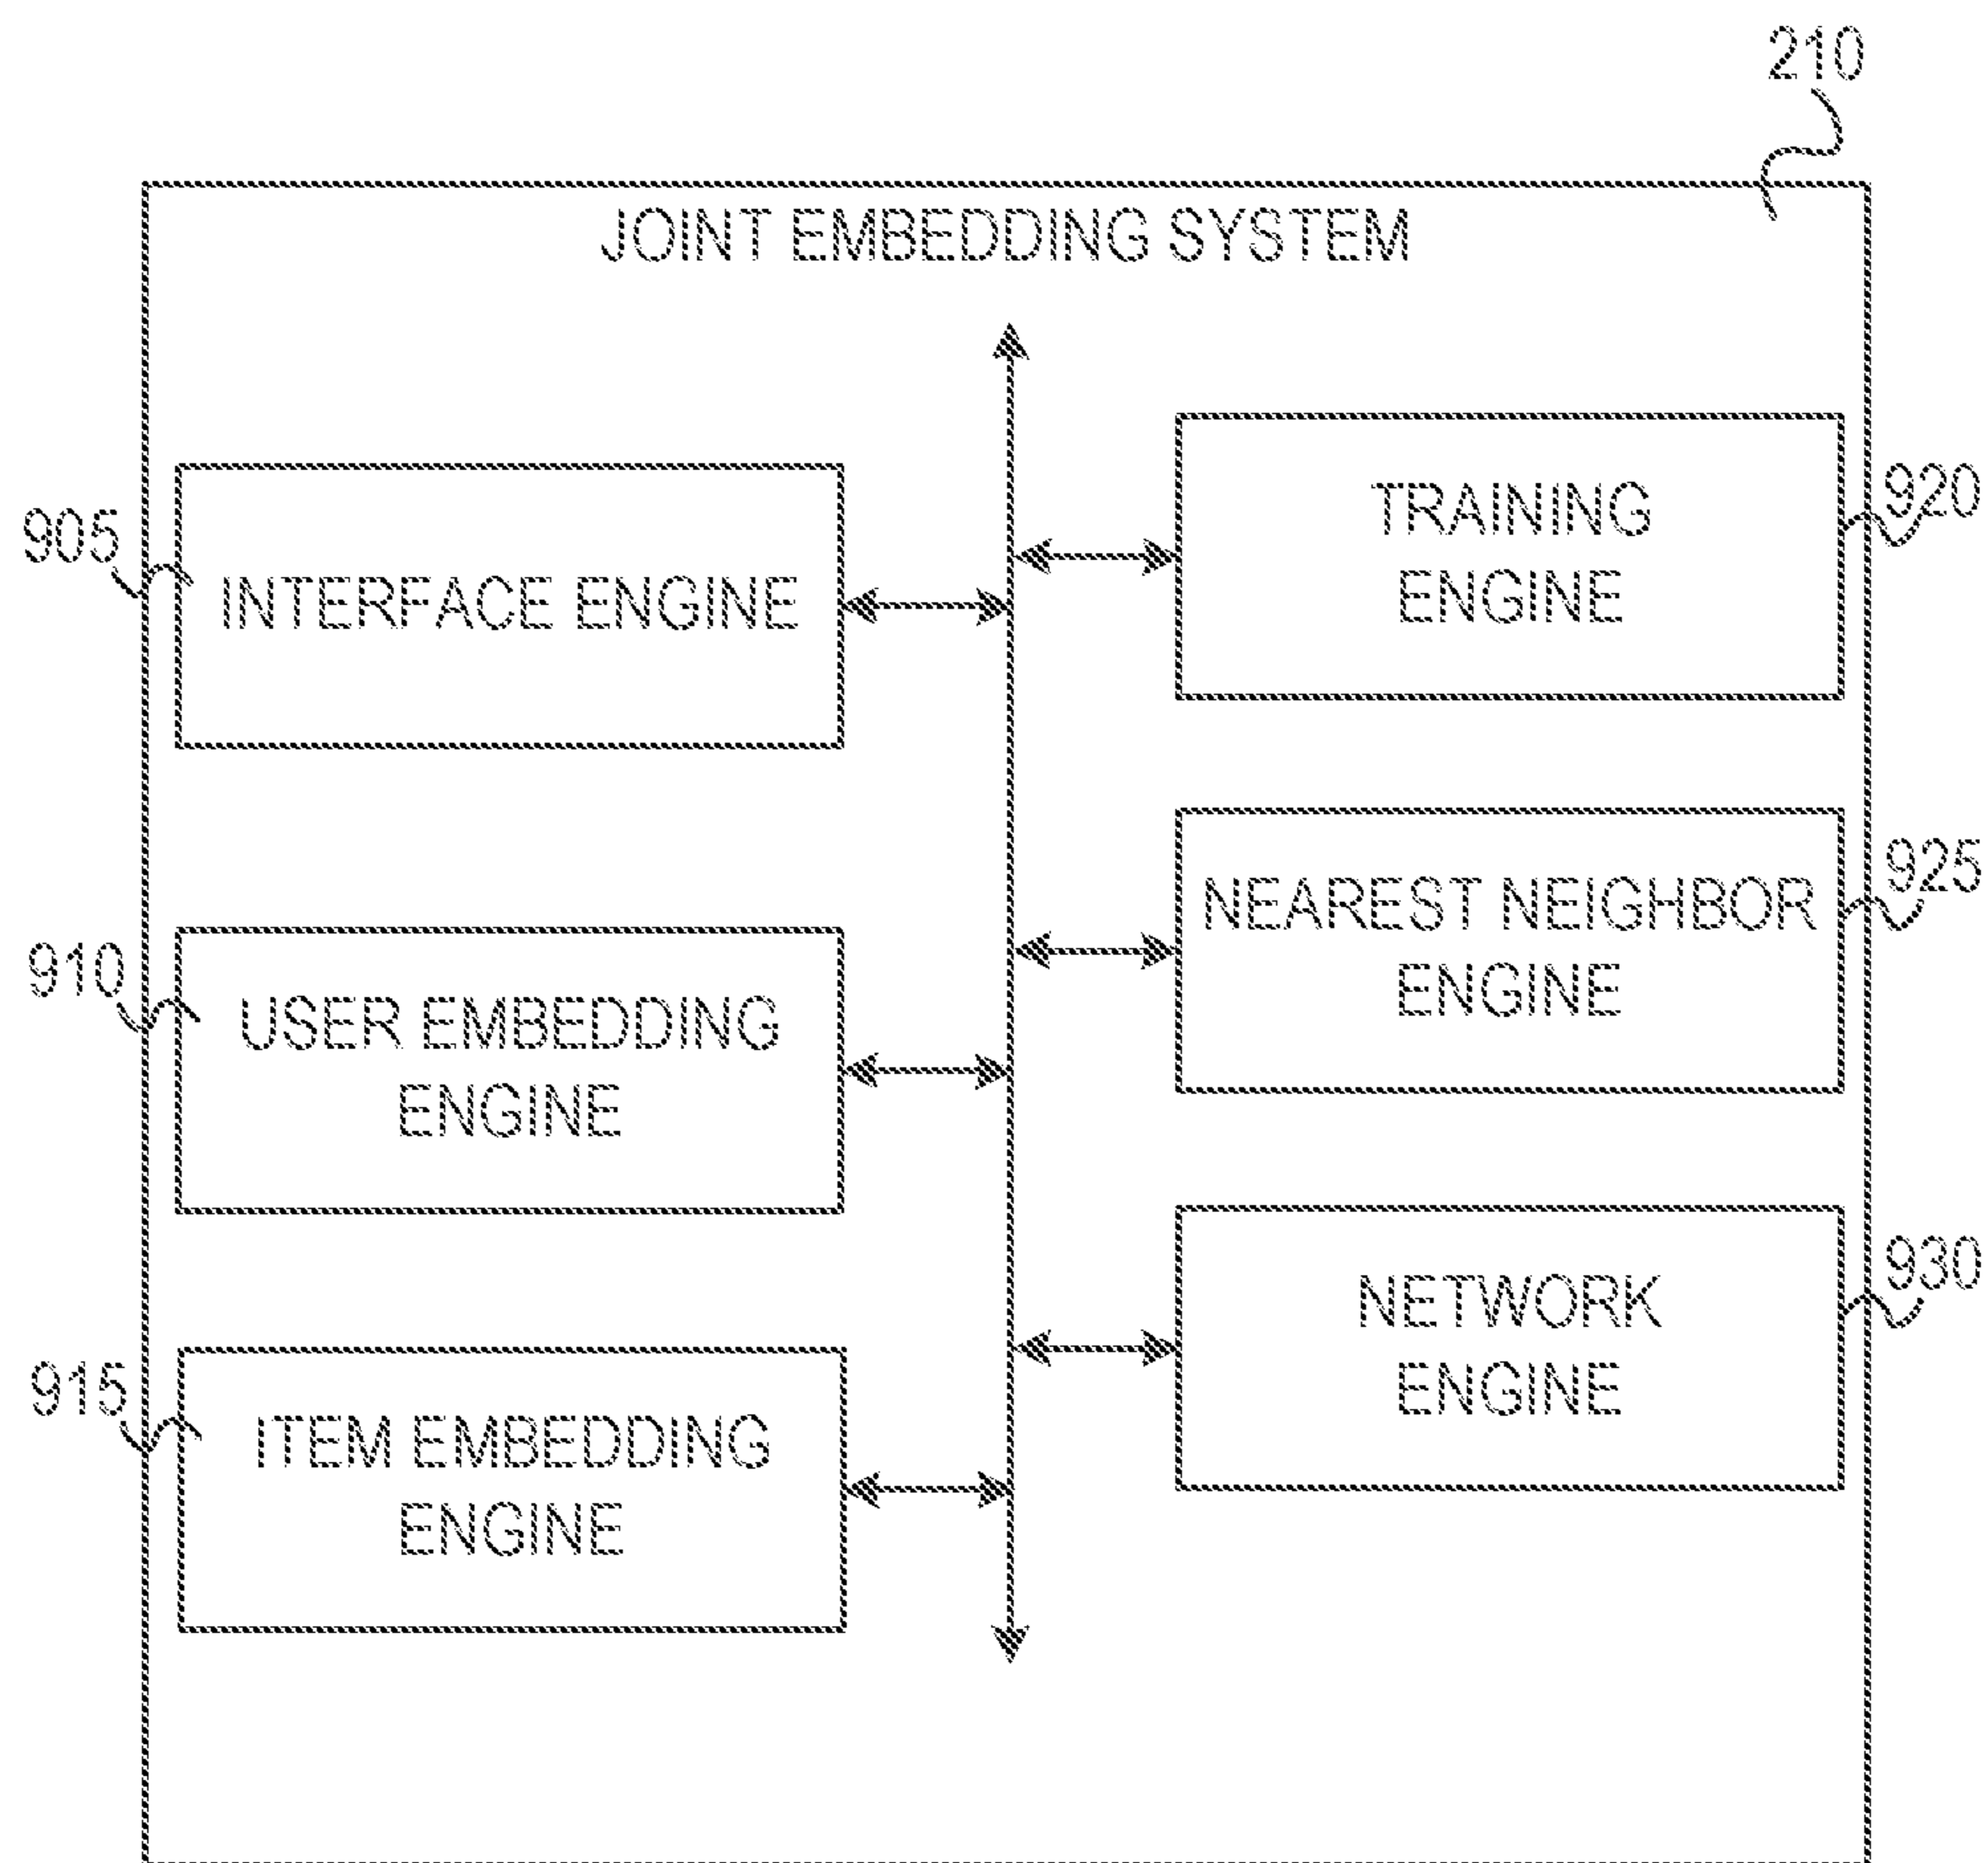 210
JOINT EMBEDDING SYSTEM
905
INTERFACE ENGINE
910
USER EMBEDDING
ENGINE
915
ITEM EMBEDDING
ENGINE
TRAINING
ENGINE
920
NEAREST NEIGHBOR
ENGINE
925
NETWORK
ENGINE
930